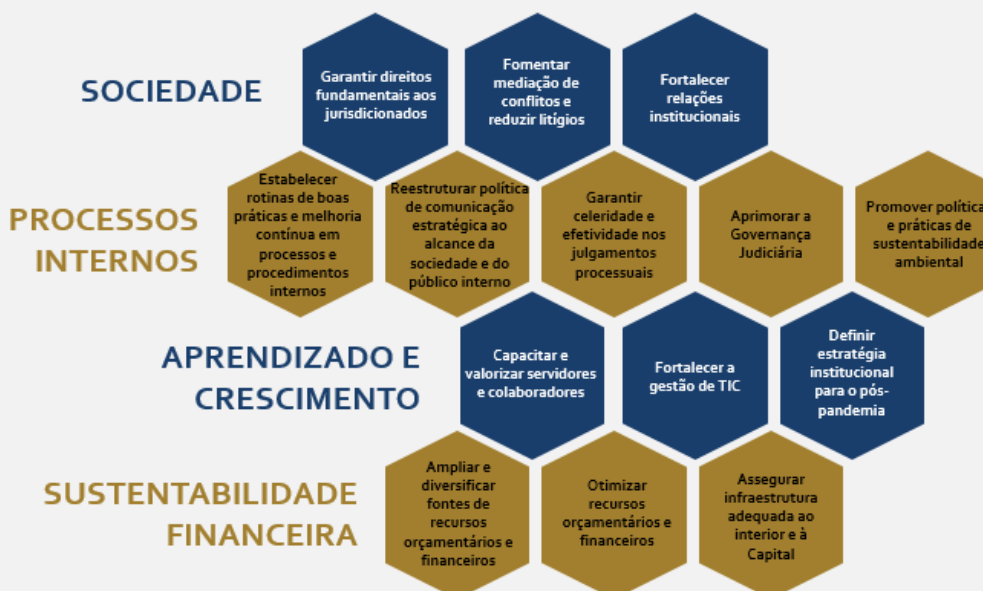 SOCIEDADE
Garantir direitos
fundamentais aos
jurisdicionados
Fomentar
mediação de
conflitos e
reduzir litígios
Fortalecer
relações
institucionais
PROCESSOS
INTERNOS
Estabelecer
rotinas de boas
práticas e melhoria
contínua em
processos e
procedimentos
internos
Reestruturar política
de comunicação
estratégica ao
alcance da
sociedade e do
público interno
Garantir
celeridade e
efetividade nos
julgamentos
processuais
Aprimorar a
Governança
Judiciária
Promover política
e práticas de
sustentabilidade
ambiental
APRENDIZADO E
CRESCIMENTO
Capacitar e
valorizar servidores
e colaboradores
Fortalecer a
gestão de TIC
Definir
estratégia
institucional
para o pós-
pandemia
SUSTENTABILIDADE
FINANCEIRA
Ampliar e
diversificar
fontes de
recursos
orçamentários e
financeiros
Otimizar
recursos
orçamentários e
financeiros
Assegurar
infraestrutura
adequada ao
interior e à
Capital